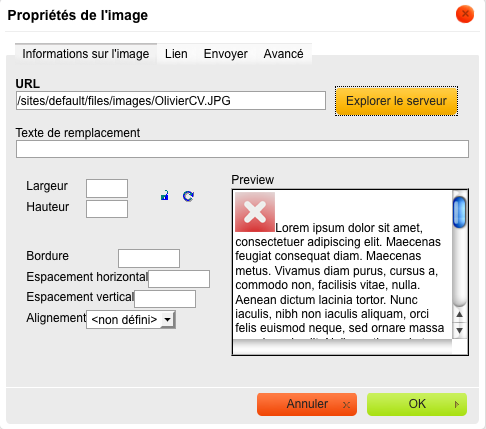 Propriétés de l'image
Informations sur l'image Lien Envoyer Avancé
URL
/sites/default/files/images/OlivierCV.JPG
Explorer le serveur
Texte de remplacement
Largeur
Hauteur
Bordure
Espacement horizontal
Espacement vertical
Alignement <non défini>
Preview
Lorem ipsum dolor sit amet,
consectetuer adipiscing elit. Maecenas
feugiat consequat diam. Maecenas
metus. Vivamus diam purus, cursus a,
commodo non, facilisis vitae, nulla.
Aenean dictum lacinia tortor. Nunc
iaculis, nibh non iaculis aliquam, orci
felis euismod neque, sed ornare massa
Annuler
OK